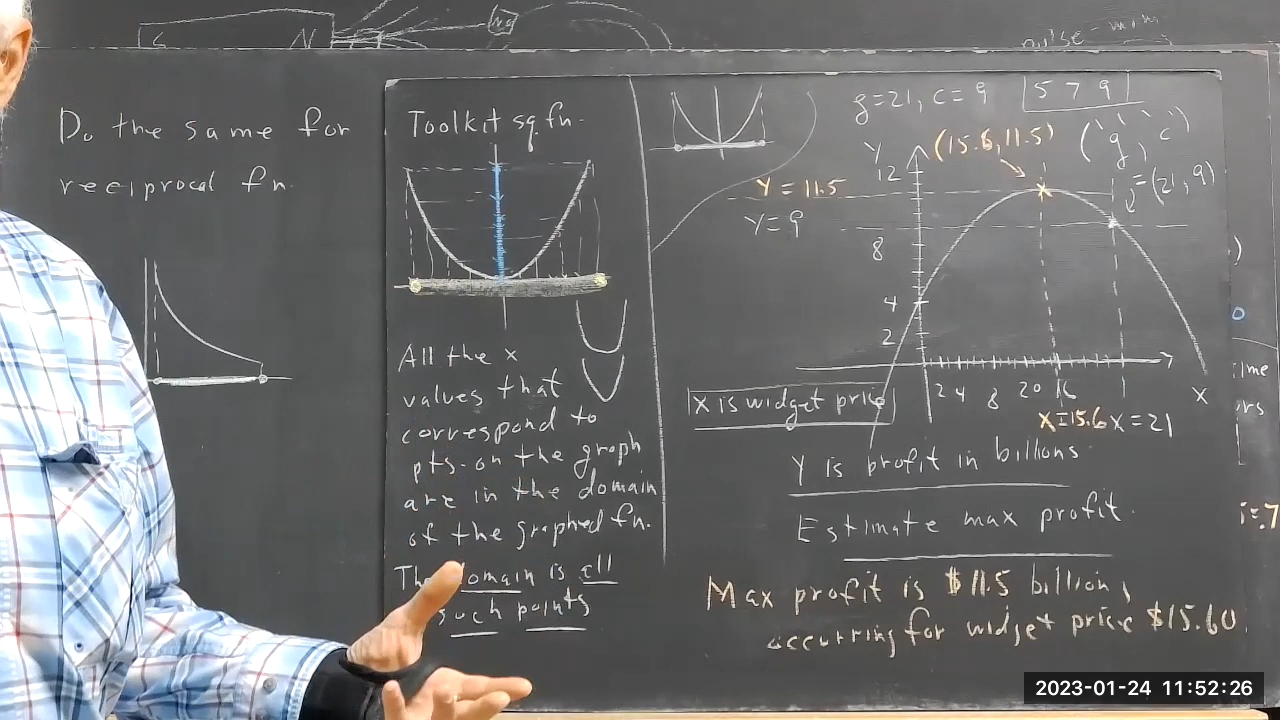 S N Na
Do the same for
reciprocal fn.
Toolkit sq. fn.
All the x
values that
correspond to
pts. on the graph
are in the domain
of the graphed fn.
The domain is all
such points
g=21, c=9 5 7 9
(15.6, 11.5) (g, c)
=(21, 9)
Y
12
Y = 11.5
Y = 9
8
4
2
2 4 8 20 16
X
X=15.6 X=21
X is widget price
Y is profit in billions
Estimate max profit.
Max profit is $11.5 billion,
occurring for widget price $15.60.
2023-01-24 11:52:26